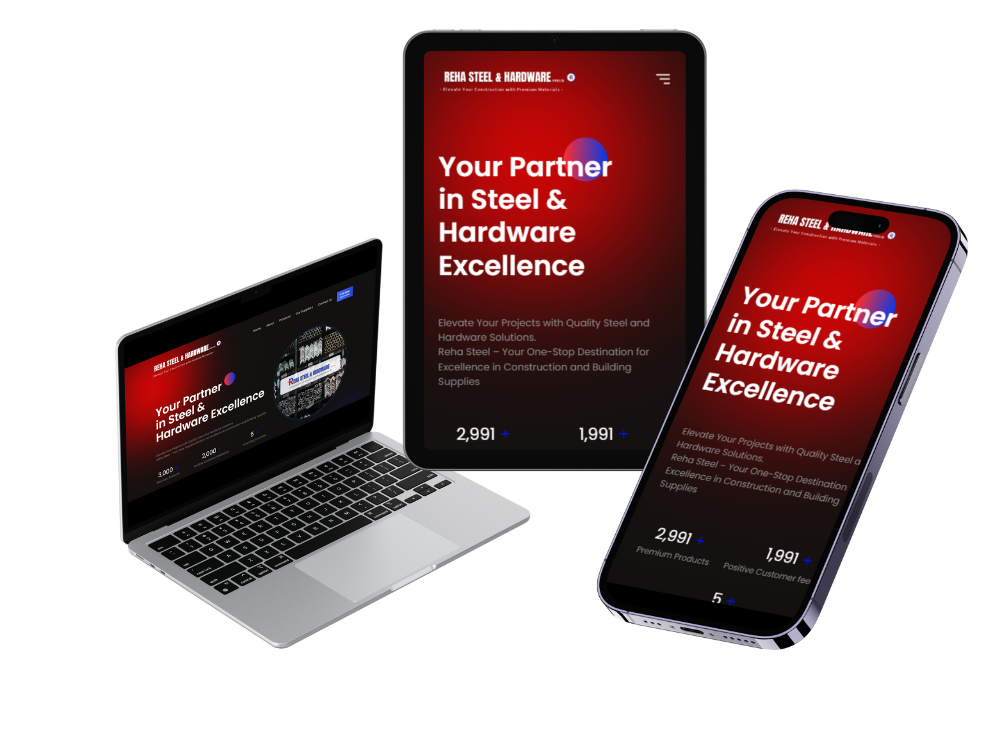 REHA STEEL & HARDWARE
- Elevate Your Construction with Premium Materials -
Your Partner
in Steel &
Hardware
Excellence
Elevate Your Projects with Quality Steel and
Hardware Solutions.
Reha Steel – Your One-Stop Destination for
Excellence in Construction and Building
Supplies
2,991 +
1,991 +
REHA STEEL & HARDWARE
- Elevate Your Construction with Premium Materials -
Your Partner
in Steel &
Hardware
Excellence
Elevate Your Projects with Quality Steel a
Hardware Solutions.
Reha Steel – Your One-Stop Destination
Excellence in Construction and Building
Supplies
2,991 +
Premium Products
1,991 +
Positive Customer fee
5 +
Home
About
Products
Our Suppliers
Contact Us
REHA STEEL & HARDWARE
Your Partner
in Steel &
Hardware Excellence
REHA STEEL & HARDWARE
3,000
2,000
5